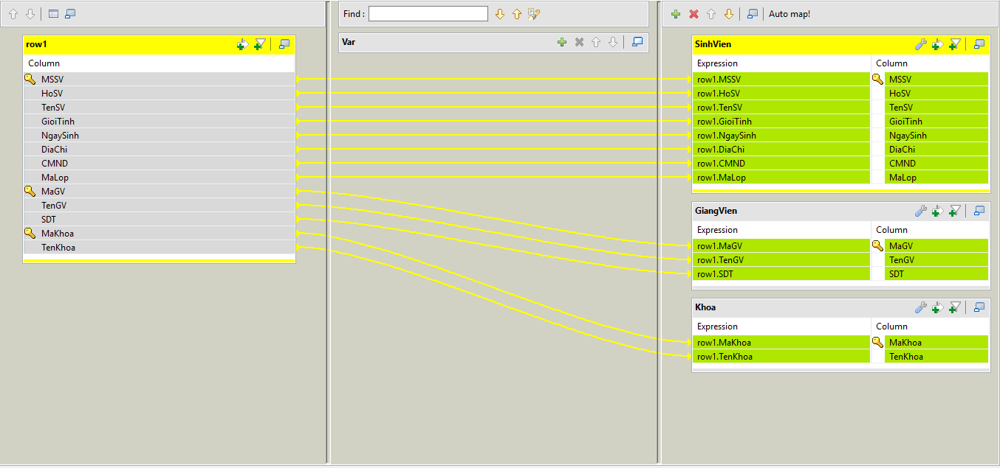 Find :
Auto map!
row1
Column
MSSV
HoSV
TenSV
GioiTinh
NgaySinh
DiaChi
CMND
MaLop
MaGV
TenGV
SDT
MaKhoa
TenKhoa
Var
SinhVien
Expression Column
row1.MSSV MSSV
row1.HoSV HoSV
row1.TenSV TenSV
row1.GioiTinh GioiTinh
row1.NgaySinh NgaySinh
row1.DiaChi DiaChi
row1.CMND CMND
row1.MaLop MaLop
GiangVien
Expression Column
row1.MaGV MaGV
row1.TenGV TenGV
row1.SDT SDT
Khoa
Expression Column
row1.MaKhoa MaKhoa
row1.TenKhoa TenKhoa